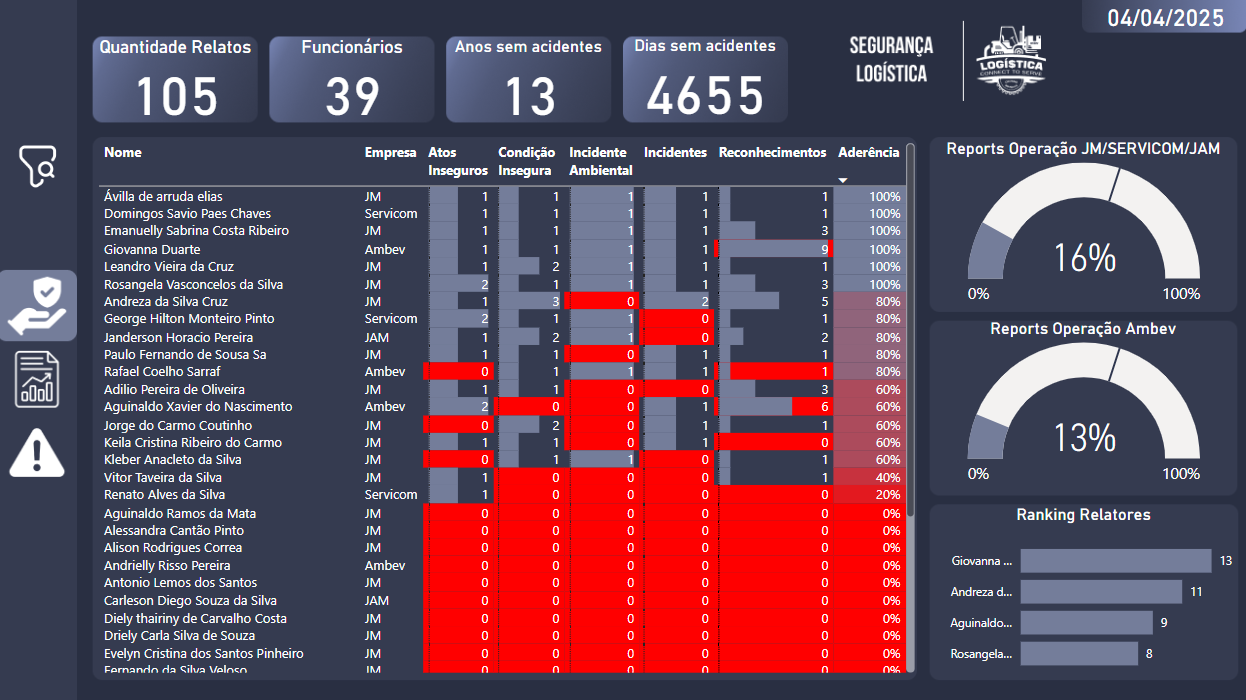 04/04/2025
Quantidade Relatos
105
Funcionários
39
Anos sem acidentes
13
Dias sem acidentes
4655
SEGURANÇA
LOGÍSTICA
LOGÍSTICA
CONNECT TO SERVE
Nome Empresa Atos Inseguros Condição Insegura Incidente Ambiental Incidentes Reconhecimentos Aderência
Ávilla de arruda elias JM 1 1 1 1 1 100%
Domingos Savio Paes Chaves Servicom 1 1 1 1 1 100%
Emanuelly Sabrina Costa Ribeiro JM 1 1 1 1 3 100%
Giovanna Duarte Ambev 1 1 1 1 9 100%
Leandro Vieira da Cruz JM 1 2 1 1 1 100%
Rosangela Vasconcelos da Silva JM 2 1 1 1 3 100%
Andreza da Silva Cruz JM 1 3 0 2 5 80%
George Hilton Monteiro Pinto Servicom 2 1 1 0 1 80%
Janderson Horacio Pereira JAM 1 2 1 0 2 80%
Paulo Fernando de Sousa Sa JM 1 1 0 1 1 80%
Rafael Coelho Sarraf Ambev 0 1 1 1 1 80%
Adilio Pereira de Oliveira JM 1 1 0 0 3 60%
Aguinaldo Xavier do Nascimento Ambev 2 0 0 1 6 60%
Jorge do Carmo Coutinho JM 0 2 0 1 1 60%
Keila Cristina Ribeiro do Carmo JM 1 1 0 1 0 60%
Kleber Anacleto da Silva JM 0 1 1 0 1 60%
Vitor Taveira da Silva JM 1 0 0 0 1 40%
Renato Alves da Silva Servicom 1 0 0 0 0 20%
Aguinaldo Ramos da Mata JM 0 0 0 0 0 0%
Alessandra Cantão Pinto JM 0 0 0 0 0 0%
Alison Rodrigues Correa JM 0 0 0 0 0 0%
Andrielly Risso Pereira Ambev 0 0 0 0 0 0%
Antonio Lemos dos Santos JM 0 0 0 0 0 0%
Carleson Diego Souza da Silva JAM 0 0 0 0 0 0%
Diely thairiny de Carvalho Costa JM 0 0 0 0 0 0%
Driely Carla Silva de Souza JM 0 0 0 0 0 0%
Evelyn Cristina dos Santos Pinheiro JM 0 0 0 0 0 0%
Fernando da Silva Veloso JM 0 0 0 0 0 0%
Reports Operação JM/SERVICOM/JAM
16%
0% 100%
Reports Operação Ambev
13%
0% 100%
Ranking Relatores
Giovanna ... 13
Andreza d... 11
Aguinaldo... 9
Rosangela... 8